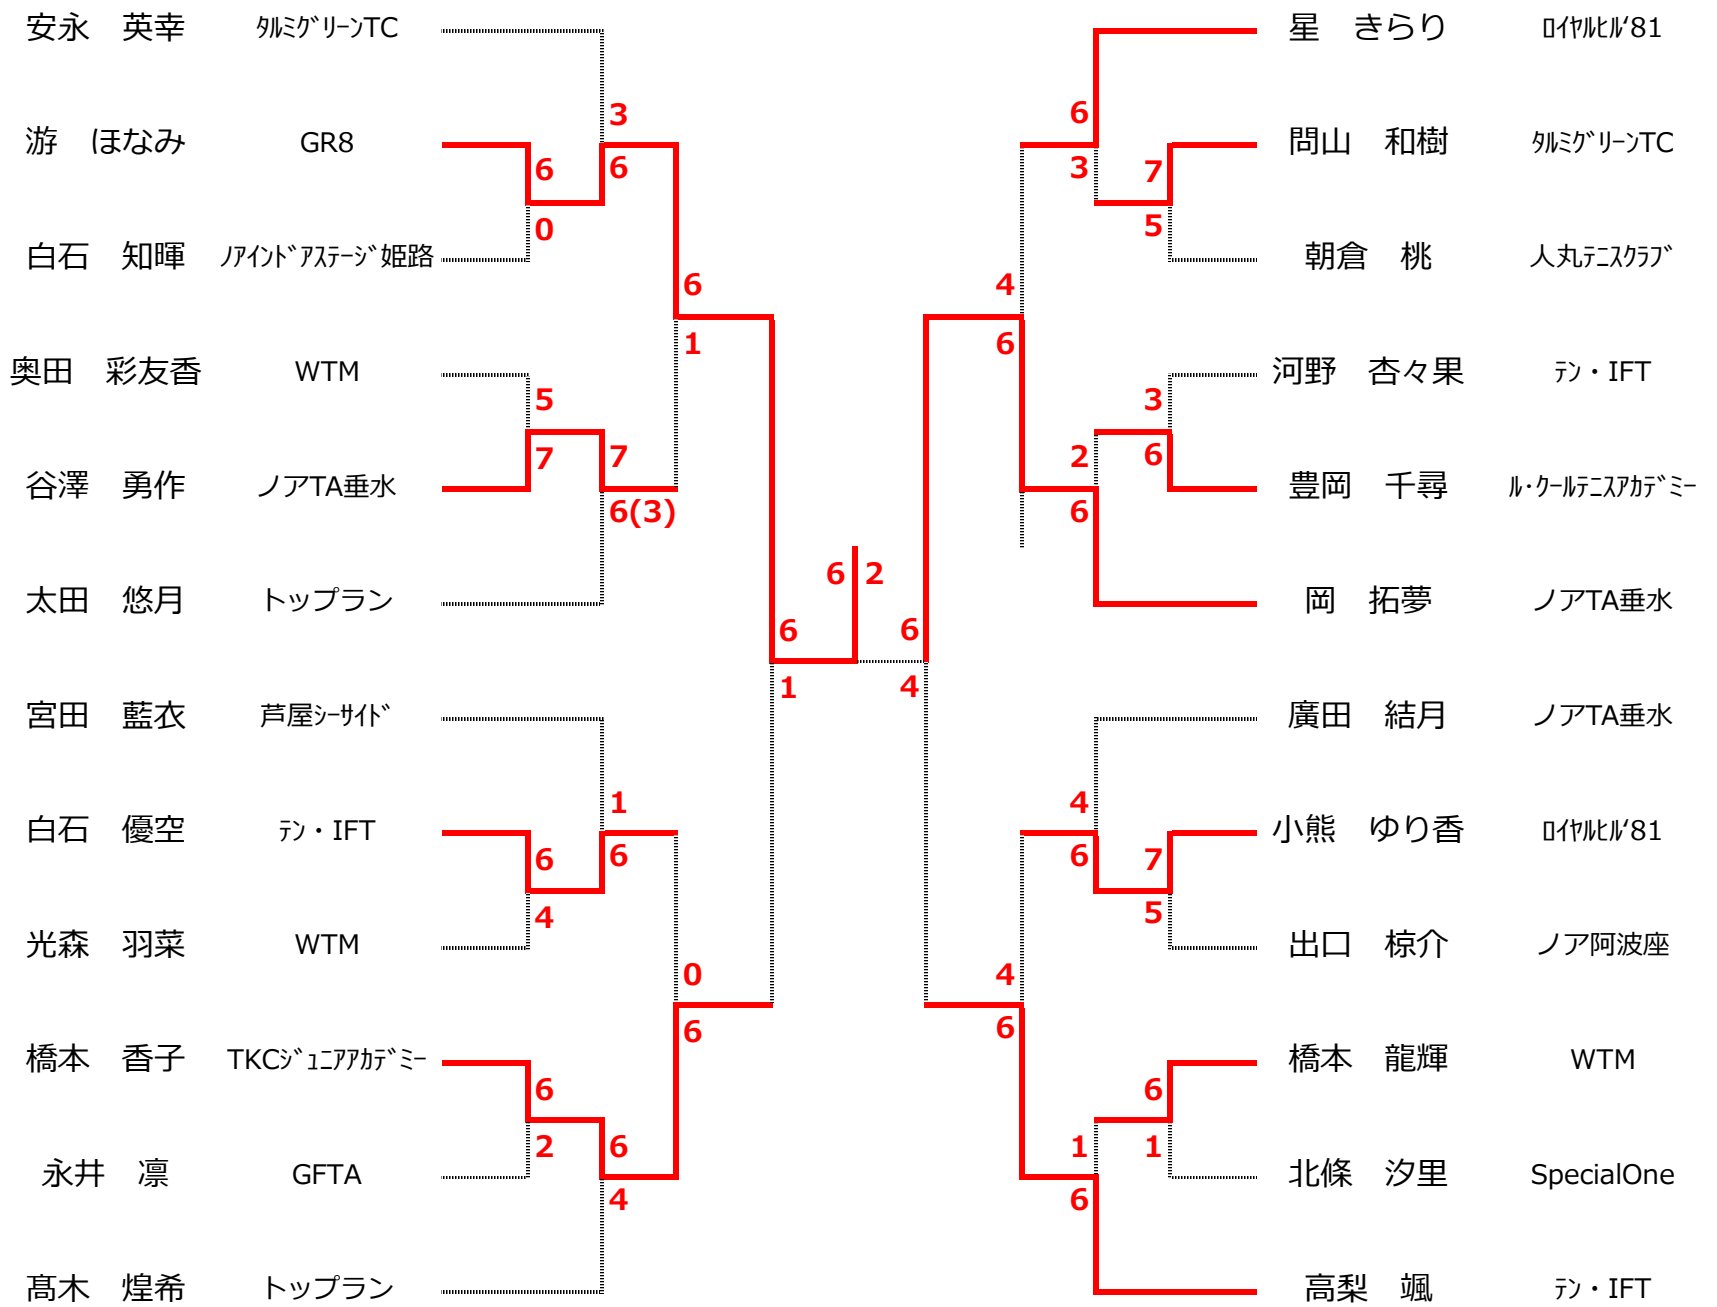 安永　英幸　ﾀﾙﾐｸﾞﾘｰﾝTC
3
游　ほなみ　GR8
6
6
0
白石　知暉　ﾉｱｲﾝﾄﾞｱｽﾃｰｼﾞ姫路
6
1
奥田　彩友香　WTM
5
7
7
谷澤　勇作　ノアTA垂水
6(3)
太田　悠月　トップラン
6
1
宮田　藍衣　芦屋ｼｰｻｲﾄﾞ
1
白石　優空　ﾃﾝ・IFT
6
6
4
光森　羽菜　WTM
0
6
橋本　香子　TKCｼﾞｭﾆｱｱｶﾃﾞﾐｰ
6
2
6
永井　凛　GFTA
4
髙木　煌希　トップラン
6
2
星　きらり　ﾛｲﾔﾙﾋﾙ‘81
6
問山　和樹　ﾀﾙﾐｸﾞﾘｰﾝTC
3
7
5
朝倉　桃　人丸ﾃﾆｽｸﾗﾌﾞ
4
6
河野　杏々果　ﾃﾝ・IFT
3
2
6
豊岡　千尋　ﾙ･ｸｰﾙﾃﾆｽｱｶﾃﾞﾐｰ
6
岡　拓夢　ノアTA垂水
6
4
廣田　結月　ノアTA垂水
4
小熊　ゆり香　ﾛｲﾔﾙﾋﾙ‘81
6
7
5
出口　椋介　ノア阿波座
4
6
橋本　龍輝　WTM
6
1
1
北條　汐里　SpecialOne
6
高梨　颯　ﾃﾝ・IFT